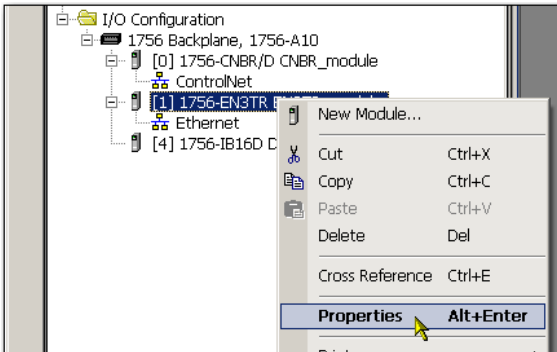 I/O Configuration
1756 Backplane, 1756-A10
[0] 1756-CNBR/D CNBR_module
ControlNet
[1] 1756-EN3TR
Ethernet
[4] 1756-IB16D D
New Module...
Cut Ctrl+X
Copy Ctrl+C
Paste Ctrl+V
Delete Del
Cross Reference Ctrl+E
Properties Alt+Enter